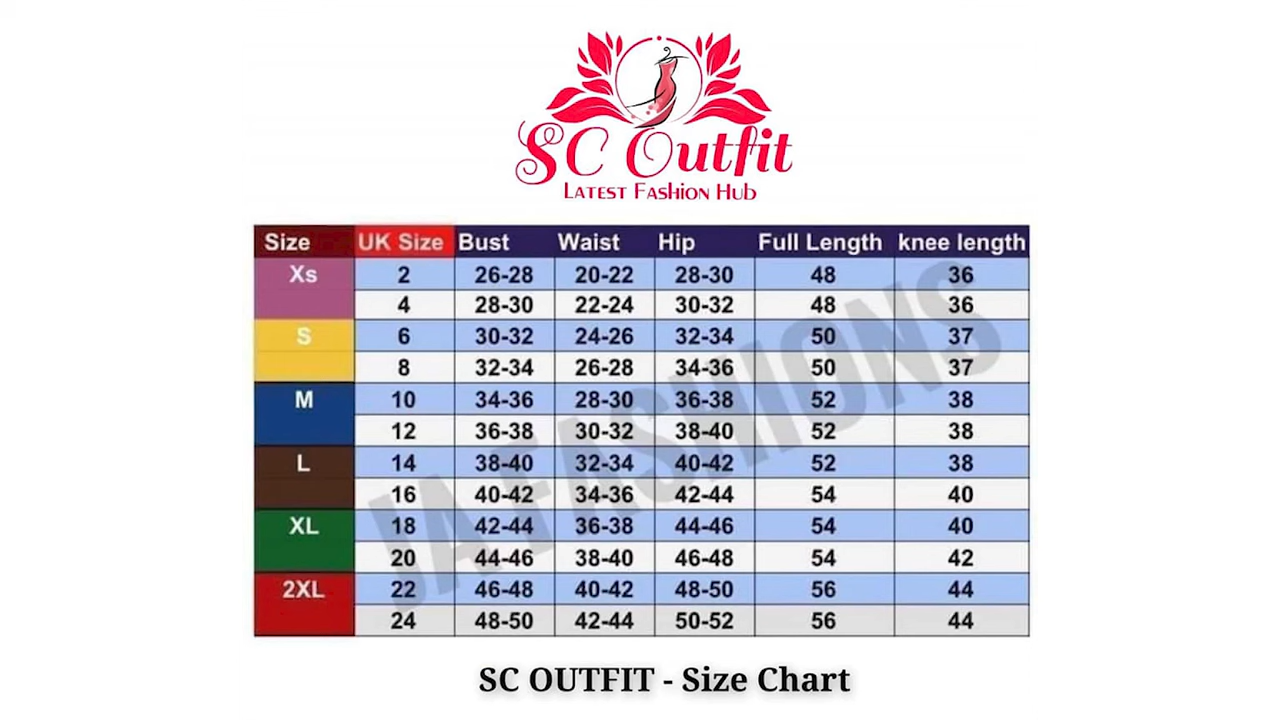 SC Outfit
LATEST FASHION HUB
Size UK Size Bust Waist Hip Full Length knee length
Xs 2 26-28 20-22 28-30 48 36
4 28-30 22-24 30-32 48 36
S 6 30-32 24-26 32-34 50 37
8 32-34 26-28 34-36 50 37
M 10 34-36 28-30 36-38 52 38
12 36-38 30-32 38-40 52 38
L 14 38-40 32-34 40-42 52 38
16 40-42 34-36 42-44 54 40
XL 18 42-44 36-38 44-46 54 40
20 44-46 38-40 46-48 54 42
2XL 22 46-48 40-42 48-50 56 44
24 48-50 42-44 50-52 56 44
JA FASHIONS
SC OUTFIT - Size Chart